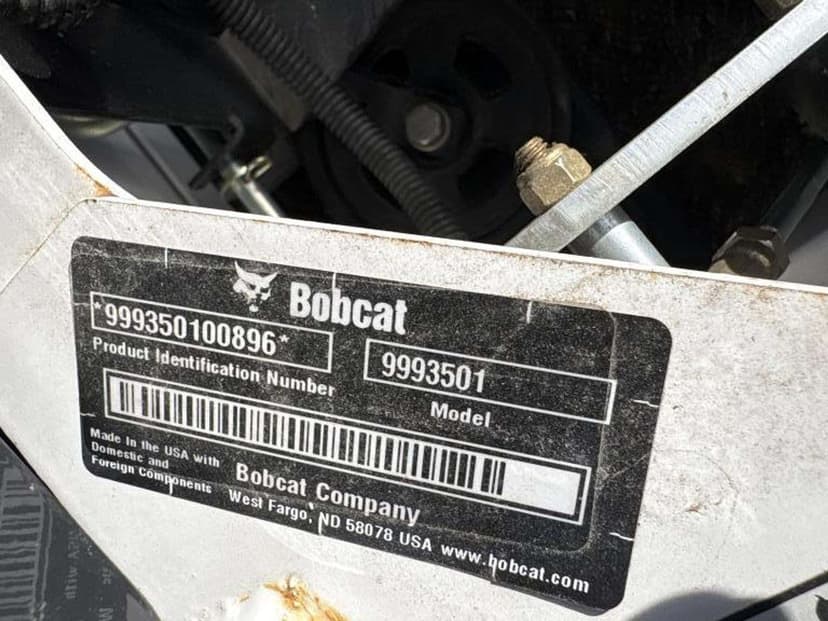 Bobcat
*999350100896*
9993501
Product Identification Number
Model
Made In the USA with
Domestic and
Foreign Components
Bobcat Company
West Fargo, ND 58078 USA www.bobcat.com